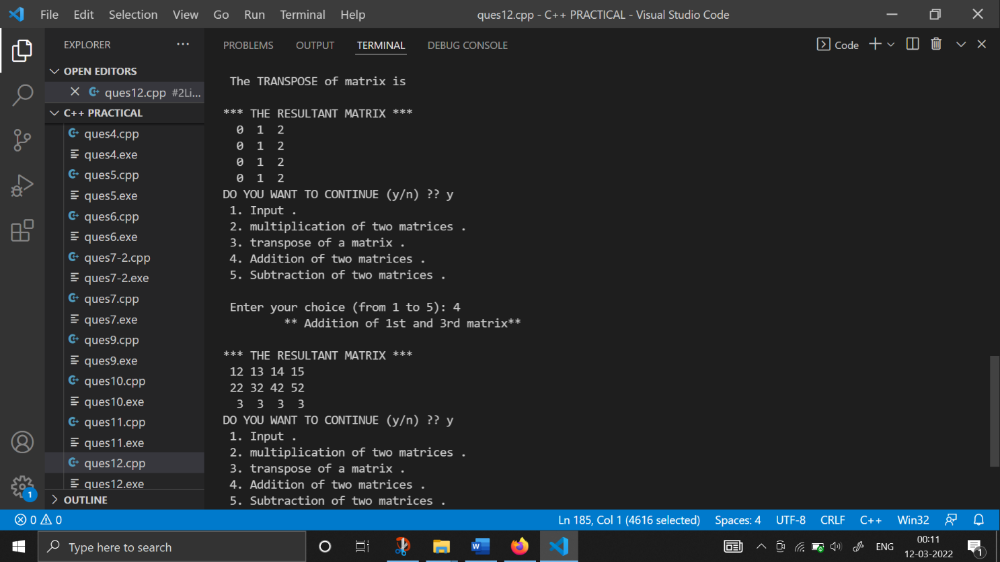 File Edit Selection View Go Run Terminal Help ques12.cpp - C++ PRACTICAL - Visual Studio Code
EXPLORER ...
OPEN EDITORS
ques12.cpp #2Li...
C++ PRACTICAL
ques4.cpp
ques4.exe
ques5.cpp
ques5.exe
ques6.cpp
ques6.exe
ques7-2.cpp
ques7-2.exe
ques7.cpp
ques7.exe
ques9.cpp
ques9.exe
ques10.cpp
ques10.exe
ques11.cpp
ques11.exe
ques12.cpp
ques12.exe
OUTLINE
1
PROBLEMS OUTPUT TERMINAL DEBUG CONSOLE Code
The TRANSPOSE of matrix is
*** THE RESULTANT MATRIX ***
0 1 2
0 1 2
0 1 2
0 1 2
DO YOU WANT TO CONTINUE (y/n) ?? y
1. Input .
2. multiplication of two matrices .
3. transpose of a matrix .
4. Addition of two matrices .
5. Subtraction of two matrices .
Enter your choice (from 1 to 5): 4
** Addition of 1st and 3rd matrix**
*** THE RESULTANT MATRIX ***
12 13 14 15
22 32 42 52
3 3 3 3
DO YOU WANT TO CONTINUE (y/n) ?? y
1. Input .
2. multiplication of two matrices .
3. transpose of a matrix .
4. Addition of two matrices .
5. Subtraction of two matrices .
0 0 Ln 185, Col 1 (4616 selected) Spaces: 4 UTF-8 CRLF C++ Win32
Type here to search
ENG
00:11
12-03-2022
1